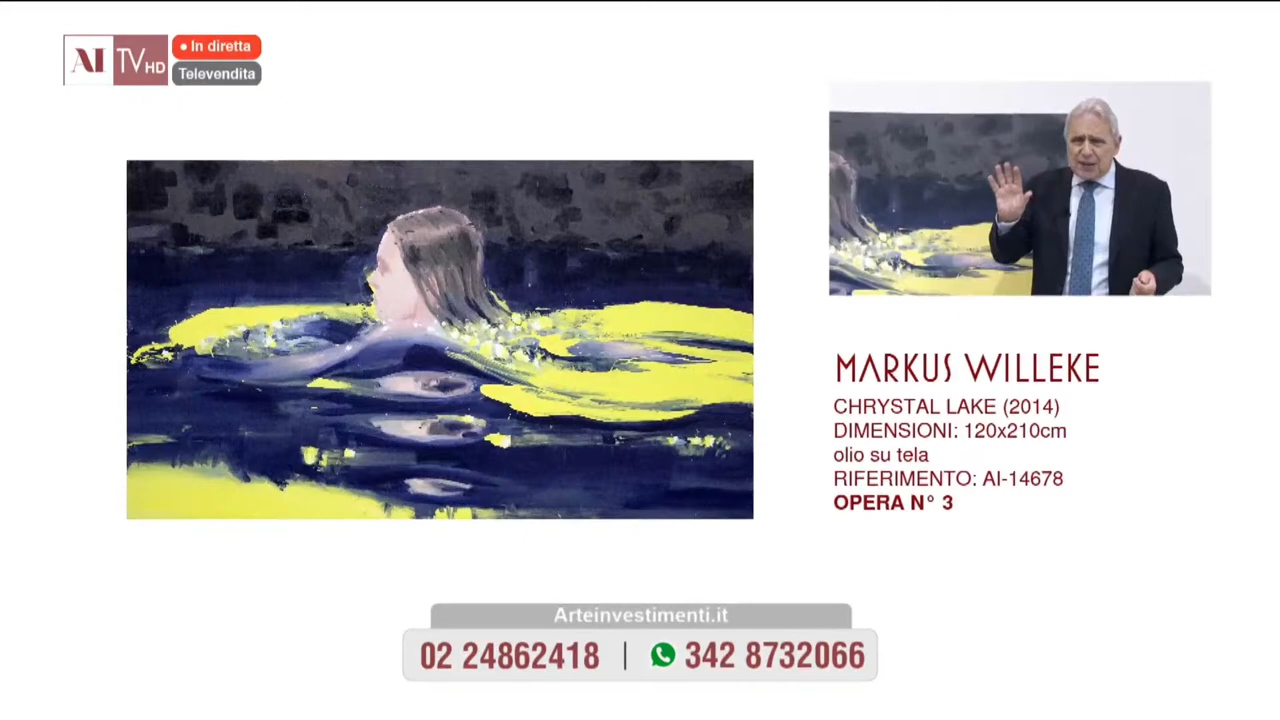 AI TV HD
• In diretta
Televendita
MARKUS WILLEKE
CHRYSTAL LAKE (2014)
DIMENSIONI: 120x210cm
olio su tela
RIFERIMENTO: AI-14678
OPERA N° 3
Arteinvestimenti.it
02 24862418 | 342 8732066